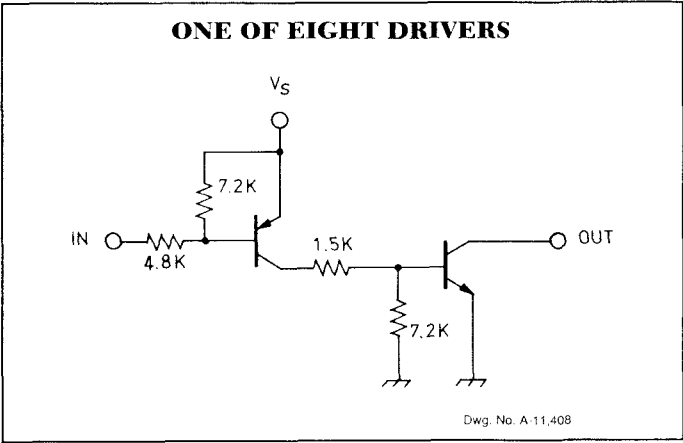 ONE OF EIGHT DRIVERS
VS
7.2K
IN
4.8K
1.5K
OUT
7.2K
Dwg. No. A-11,408